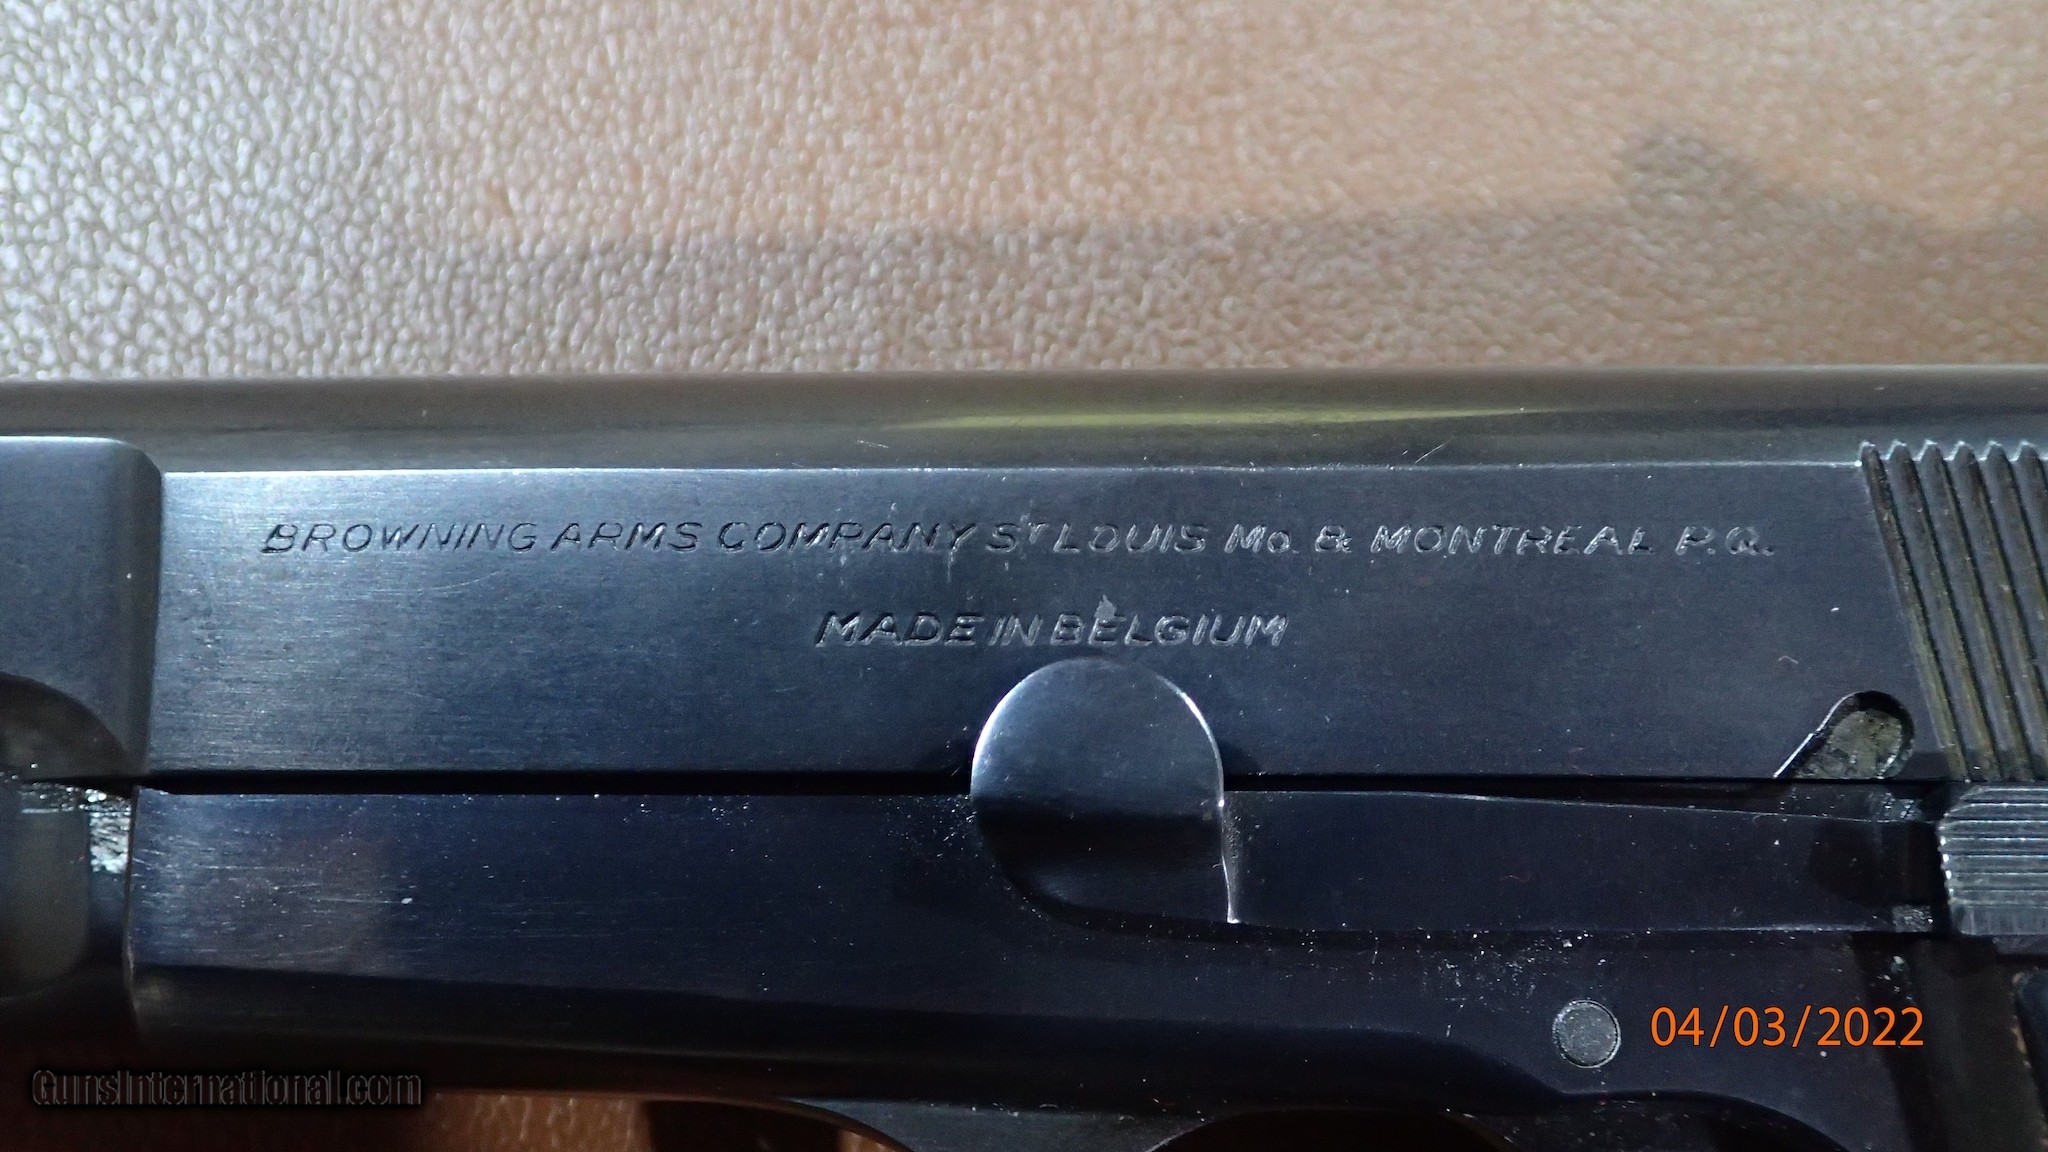 BROWNING ARMS COMPANY ST LOUIS Mo. & MONTREAL P.Q.
MADE IN BELGIUM
04/03/2022
GunsInternational.com